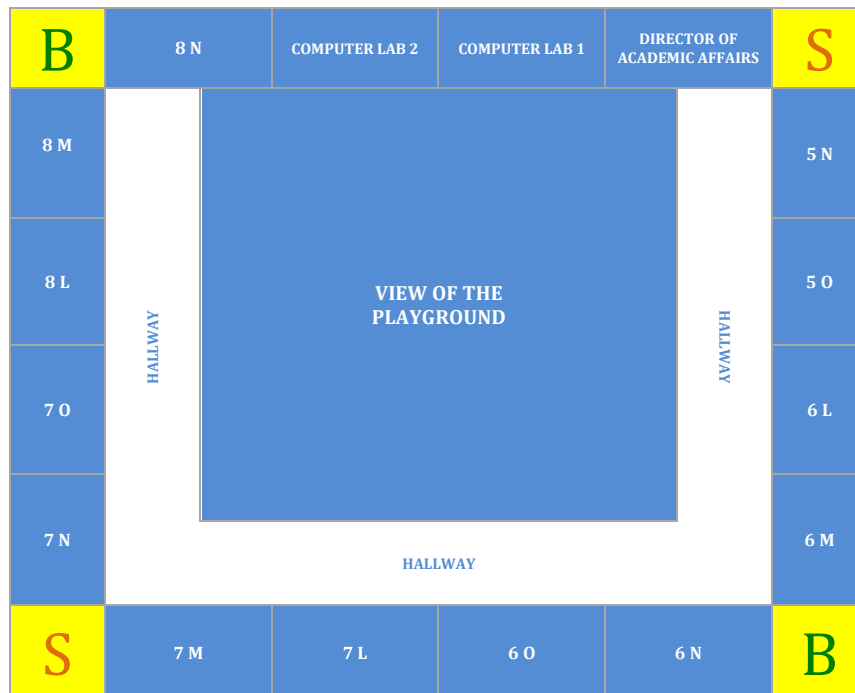 B
8 N
COMPUTER LAB 2
COMPUTER LAB 1
DIRECTOR OF
ACADEMIC AFFAIRS
S
8 M
5 N
8 L
VIEW OF THE
PLAYGROUND
5 O
HALLWAY
HALLWAY
7 O
6 L
7 N
HALLWAY
6 M
S
7 M
7 L
6 O
6 N
B